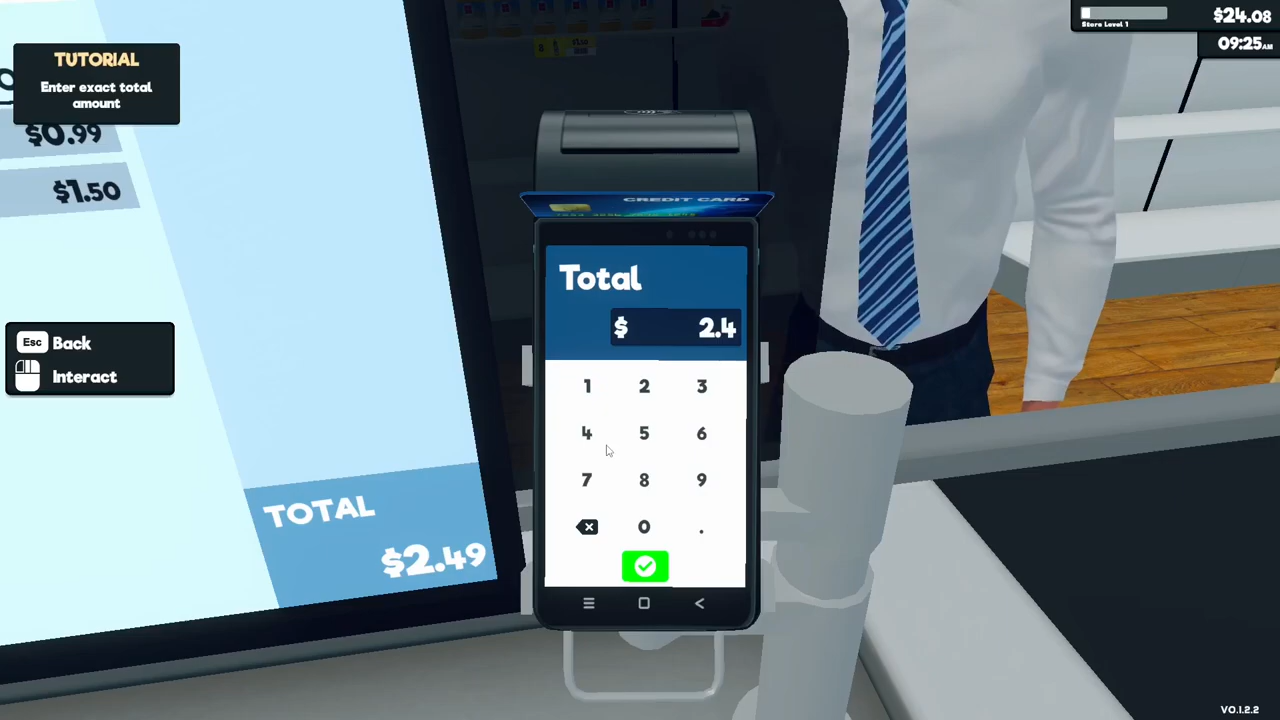 TUTORIAL
Enter exact total
amount
$0.99
$1.50
Esc Back
Interact
TOTAL
$2.49
CREDIT CARD
Total
$ 2.4
1 2 3
4 5 6
7 8 9
0 .
Store Level 1
$24.08
09:25AM
V0.1.2.2